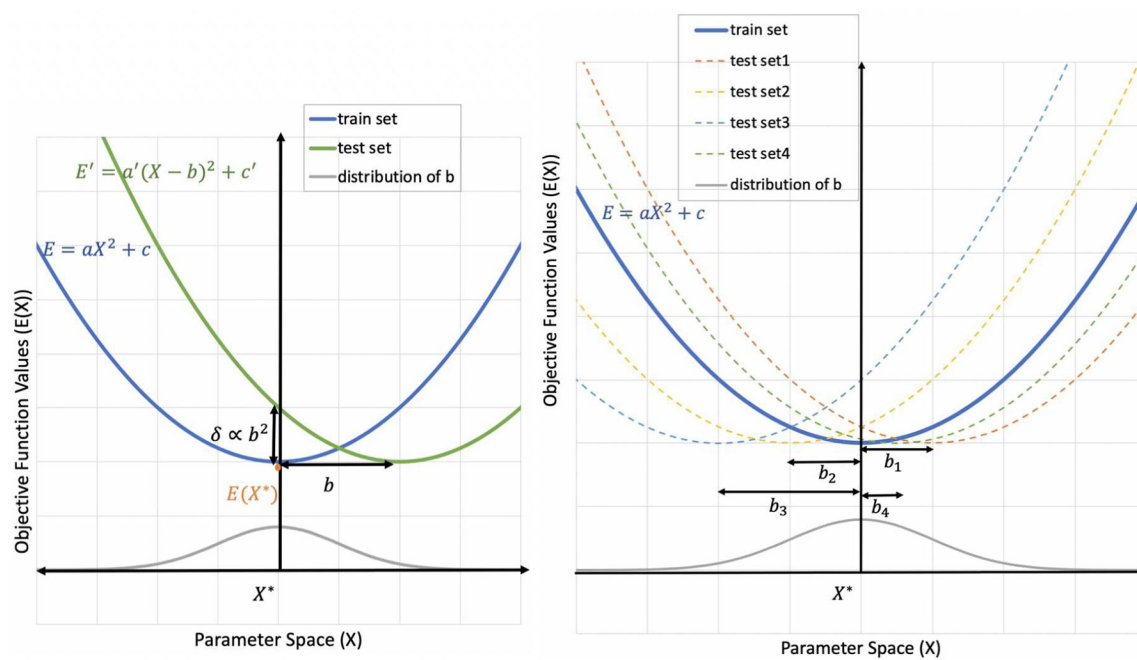 train set
test set
distribution of b
E' = a'(X − b)² + c'
E = aX² + c
δ ∝ b²
b
E(X*)
X*
Objective Function Values (E(X))
Parameter Space (X)
train set
test set1
test set2
test set3
test set4
distribution of b
E = aX² + c
b₁
b₂
b₃
b₄
X*
Objective Function Values (E(X))
Parameter Space (X)